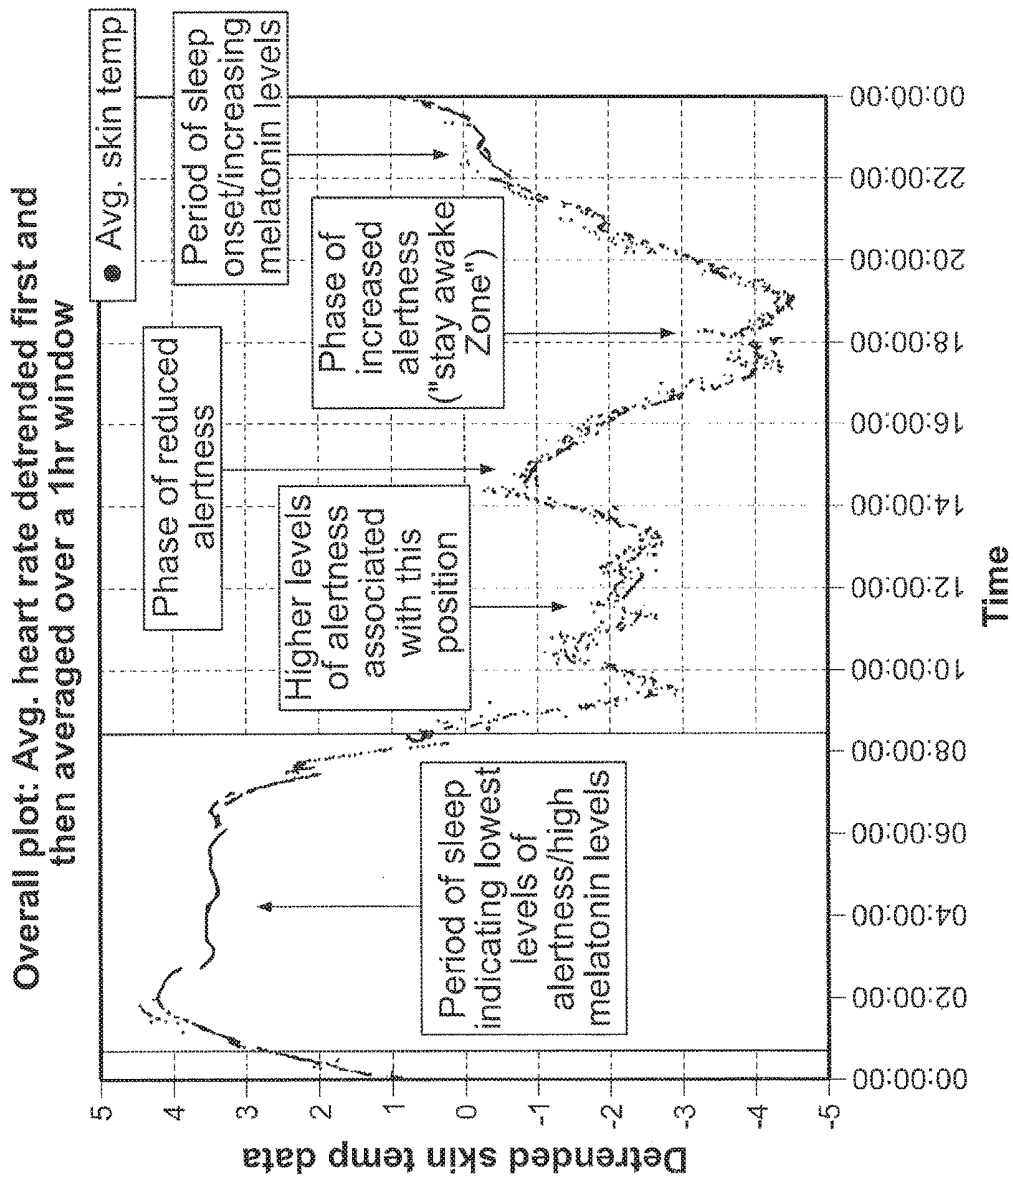 Overall plot: Avg. heart rate detrended first and
then averaged over a 1hr window
● Avg. skin temp
Period of sleep
onset/increasing
melatonin levels
Phase of reduced
alertness
Phase of
increased
alertness
("stay awake
Zone")
Higher levels
of alertness
associated
with this
position
Period of sleep
indicating lowest
levels of
alertness/high
melatonin levels
Detrended skin temp data
5
4
3
2
1
0
-1
-2
-3
-4
-5
00:00:00
02:00:00
04:00:00
06:00:00
08:00:00
10:00:00
12:00:00
14:00:00
16:00:00
18:00:00
20:00:00
22:00:00
00:00:00
Time